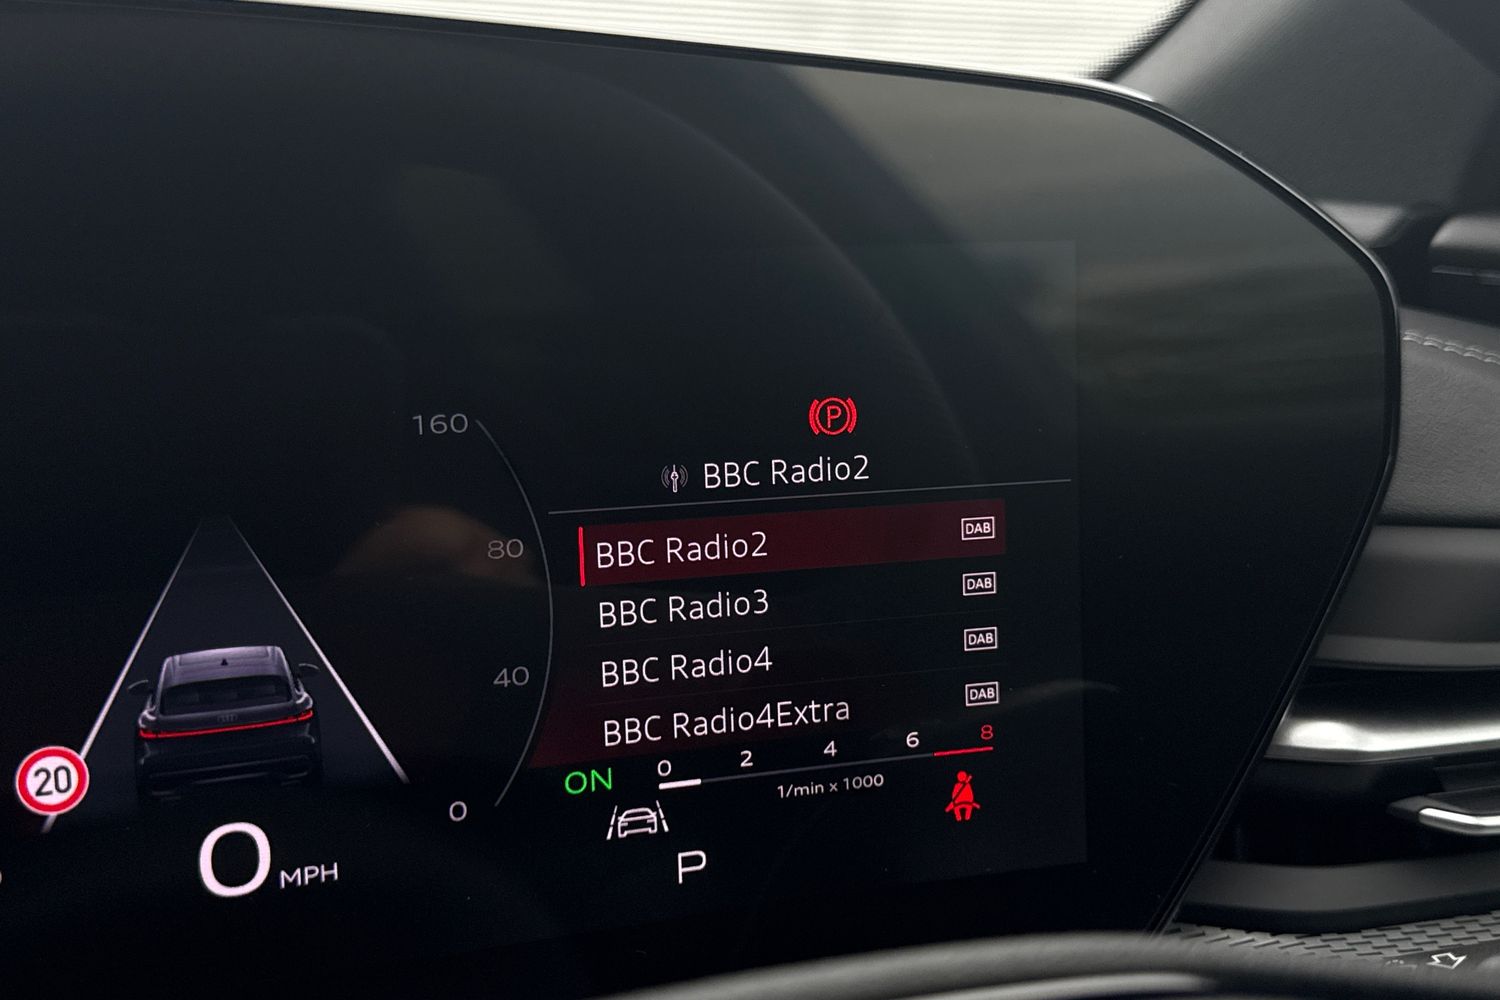 160
P
BBC Radio2
BBC Radio2 DAB
80
BBC Radio3 DAB
40
BBC Radio4 DAB
BBC Radio4Extra DAB
20
ON
0 2 4 6 8
1/min x 1000
0
0 MPH
P